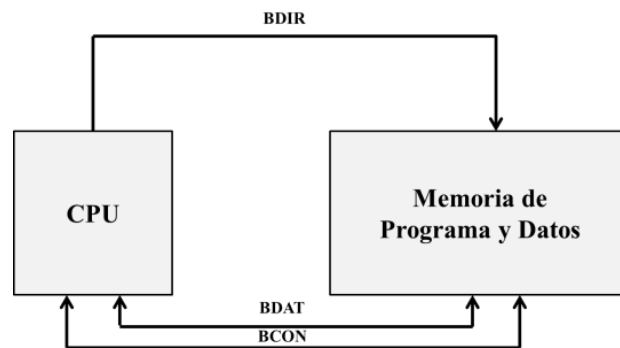 BDIR
CPU
Memoria de
Programa y Datos
BDAT
BCON